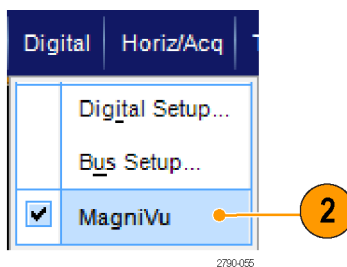 Digital Horiz/Acq
Digital Setup...
Bus Setup...
MagniVu
2
2790-055